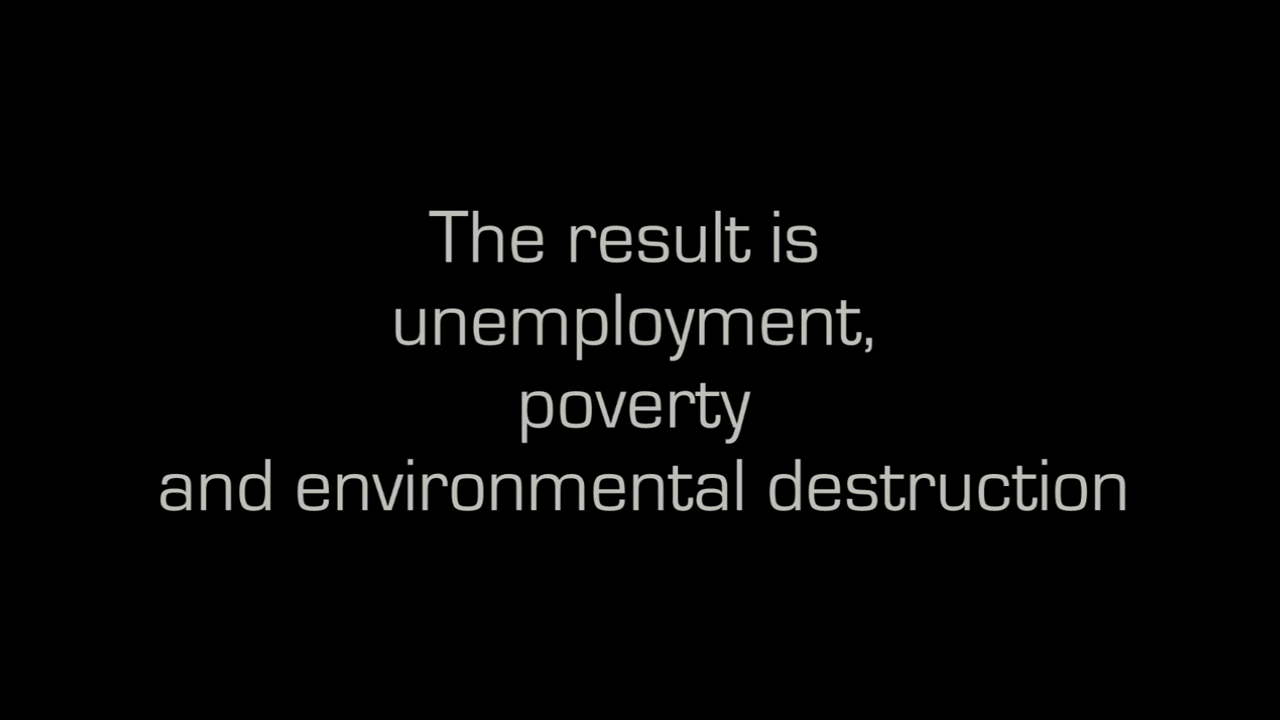 The result is
unemployment,
poverty
and environmental destruction